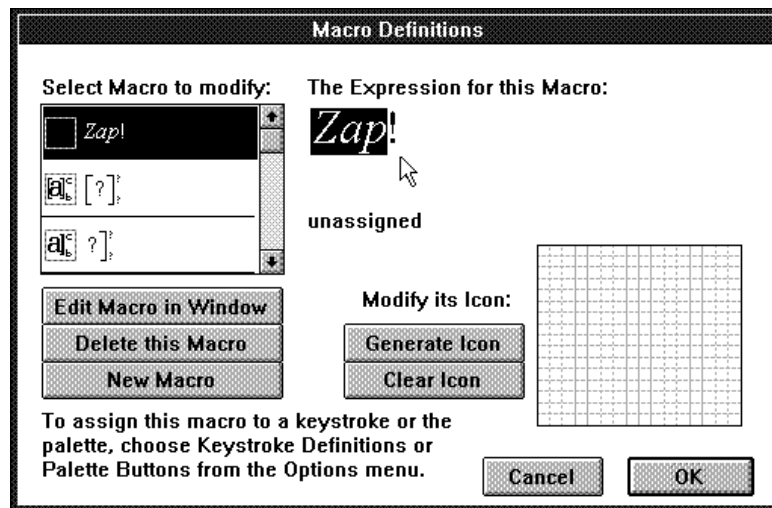 Macro Definitions
Select Macro to modify:
The Expression for this Macro:
Zap!
Zap!
[a]c b [?]? ?
a]c b ?]? ?
unassigned
Edit Macro in Window
Delete this Macro
New Macro
Modify its Icon:
Generate Icon
Clear Icon
To assign this macro to a keystroke or the
palette, choose Keystroke Definitions or
Palette Buttons from the Options menu.
Cancel
OK